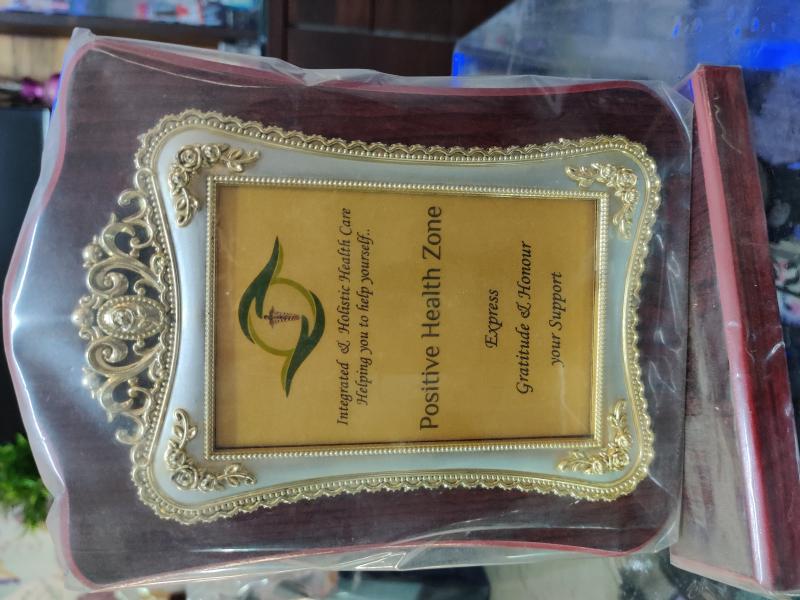 Integrated & Holistic Health Care
Helping you to help yourself..
Positive Health Zone
Express
Gratitude & Honour
your Support